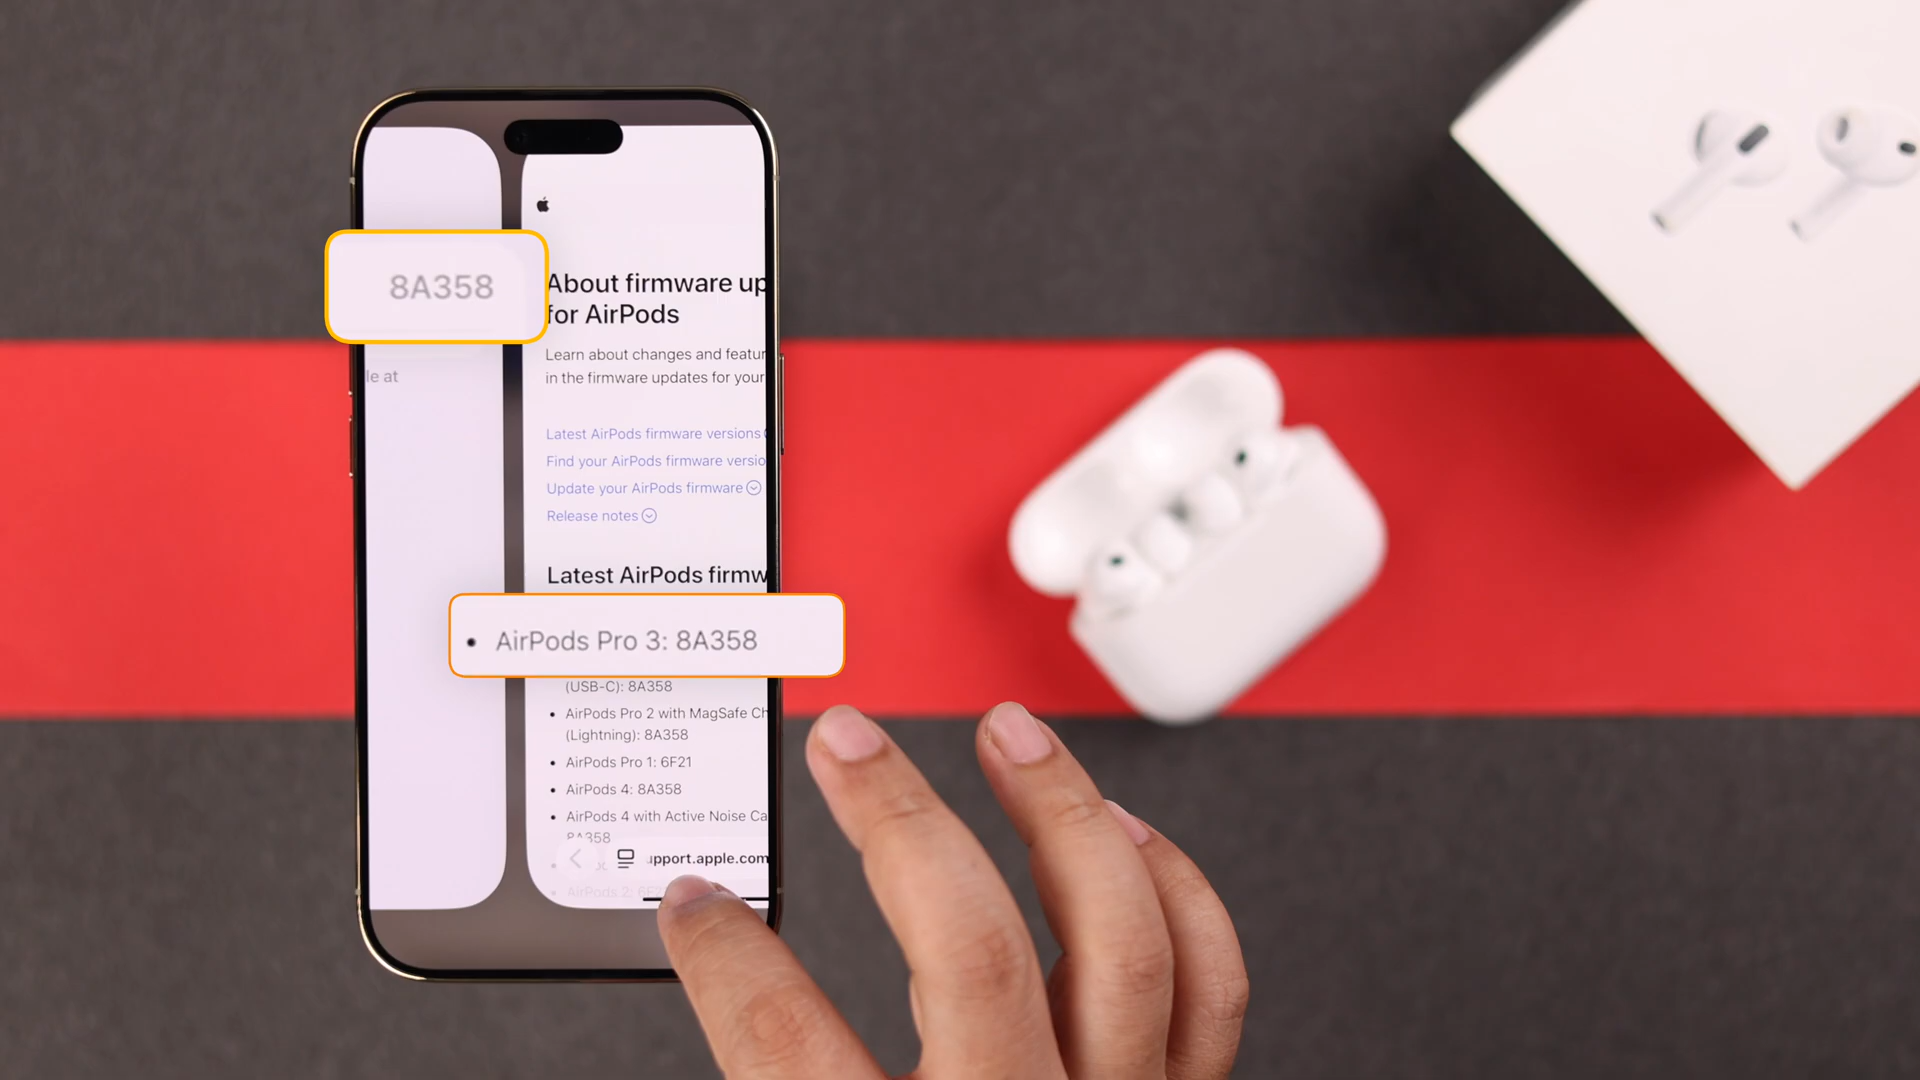 8A358
le at
About firmware up
for AirPods
Learn about changes and featur
in the firmware updates for your
Latest AirPods firmware versions
Find your AirPods firmware versio
Update your AirPods firmware
Release notes
Latest AirPods firmw
• AirPods Pro 3: 8A358
(USB-C): 8A358
• AirPods Pro 2 with MagSafe Ch
(Lightning): 8A358
• AirPods Pro 1: 6F21
• AirPods 4: 8A358
• AirPods 4 with Active Noise Ca
8A358
upport.apple.com
AirPods 2: